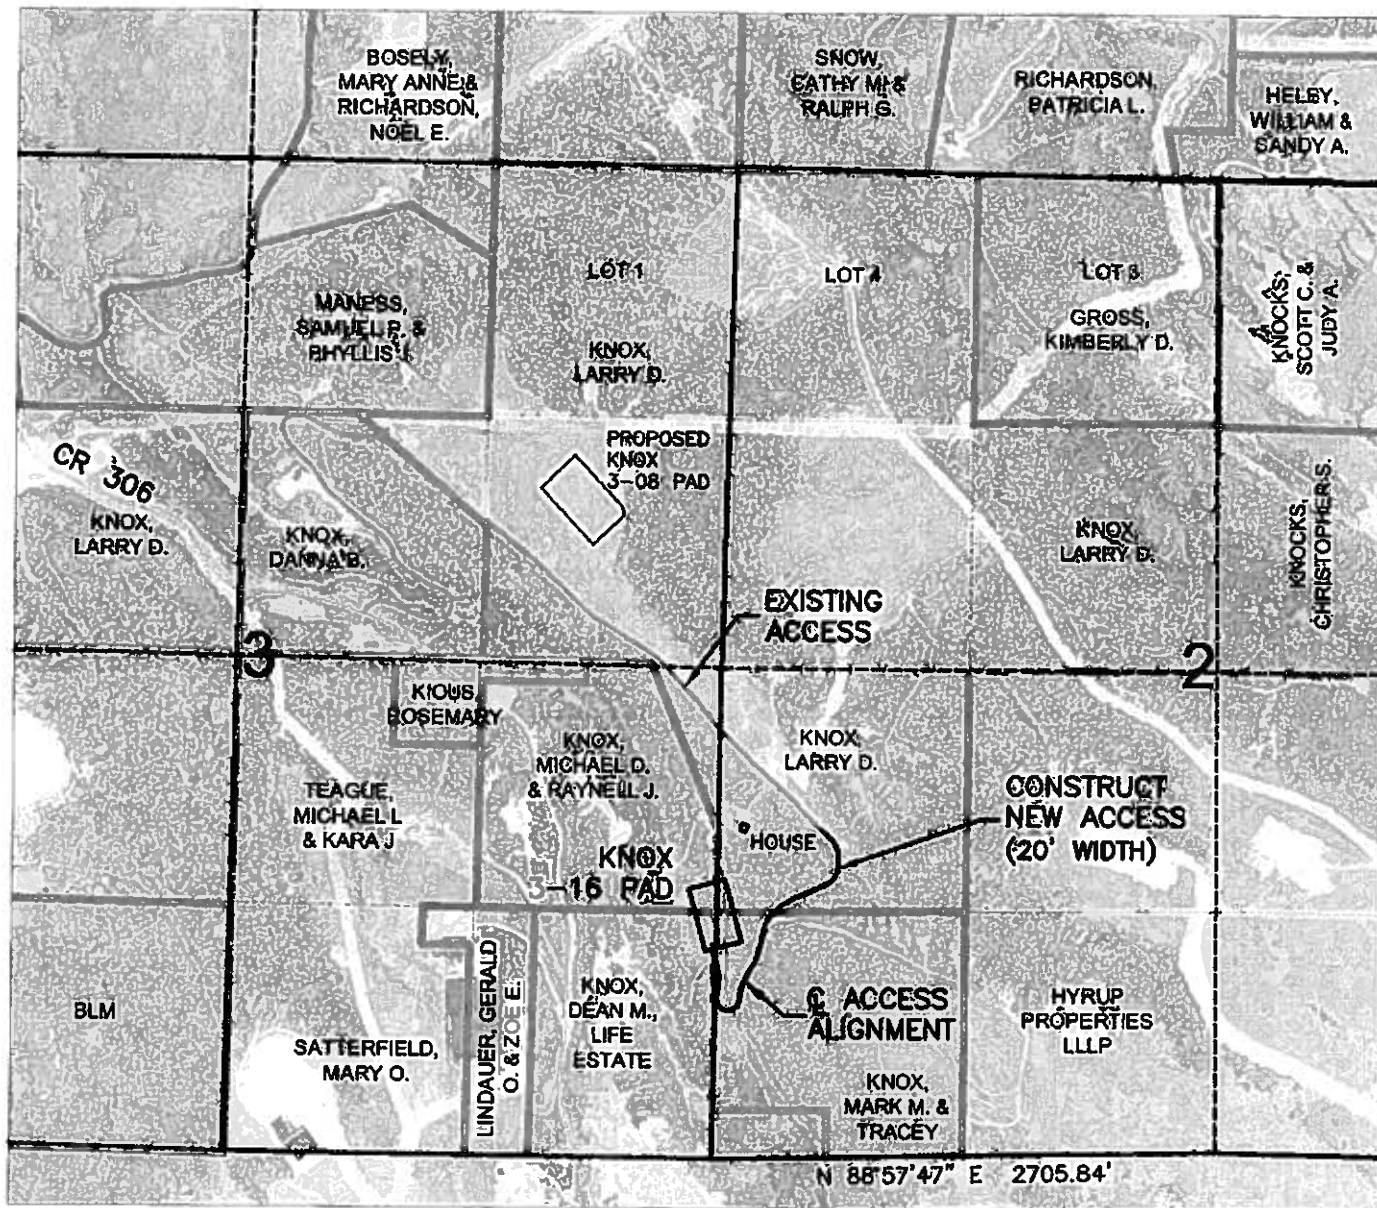 BOSELY,
MARY ANNE &
RICHARDSON,
NOEL E.
SNOW,
CATHY M. &
RALPH G.
RICHARDSON,
PATRICIA L.
HELBY,
WILLIAM &
SANDY A.
MANESS,
SAMUEL P. &
PHYLLIS I.
LOT 1
KNOX,
LARRY D.
LOT 4
LOT 3
GROSS,
KIMBERLY D.
KNOCKS,
SCOTT C. &
JUDY A.
CR 306
KNOX,
LARRY D.
KNOX,
DANNA B.
PROPOSED
KNOX
3-08 PAD
KNOX,
LARRY D.
KNOCKS,
CHRISTOPHER S.
EXISTING
ACCESS
3
2
KIOUS,
ROSEMARY
KNOX,
MICHAEL D.
& RAYNELL J.
KNOX,
LARRY D.
TEAGUE,
MICHAEL L
& KARA J
HOUSE
CONSTRUCT
NEW ACCESS
(20' WIDTH)
KNOX
3-16 PAD
BLM
SATTERFIELD,
MARY O.
LINDAUER, GERALD
O. & ZOE E.
KNOX,
DEAN M.,
LIFE
ESTATE
℄ ACCESS
ALIGNMENT
HYRUP
PROPERTIES
LLLP
KNOX,
MARK M. &
TRACEY
N 88°57'47" E 2705.84'